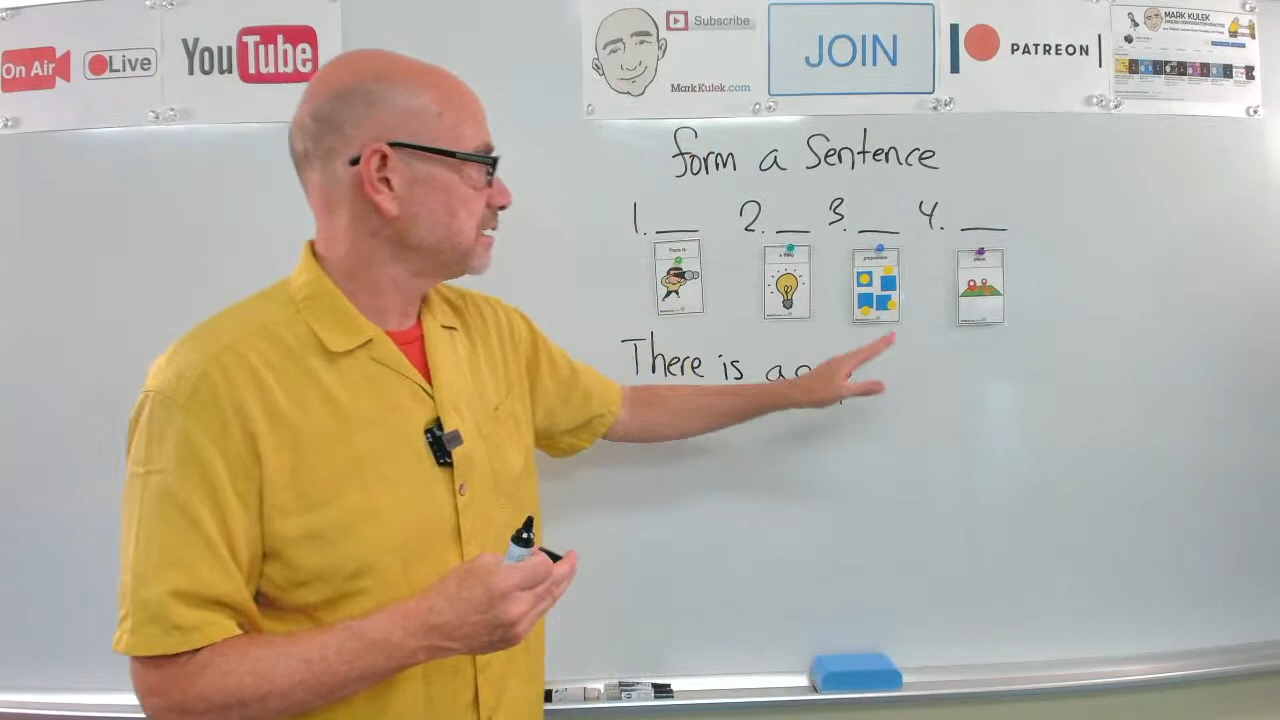 On Air
Live
YouTube
Subscribe
MarkKulek.com
JOIN
PATREON
MARK KULEK
form a Sentence
1. __ 2. __ 3. __ 4. __
There is
a thing
preposition
place
There is a